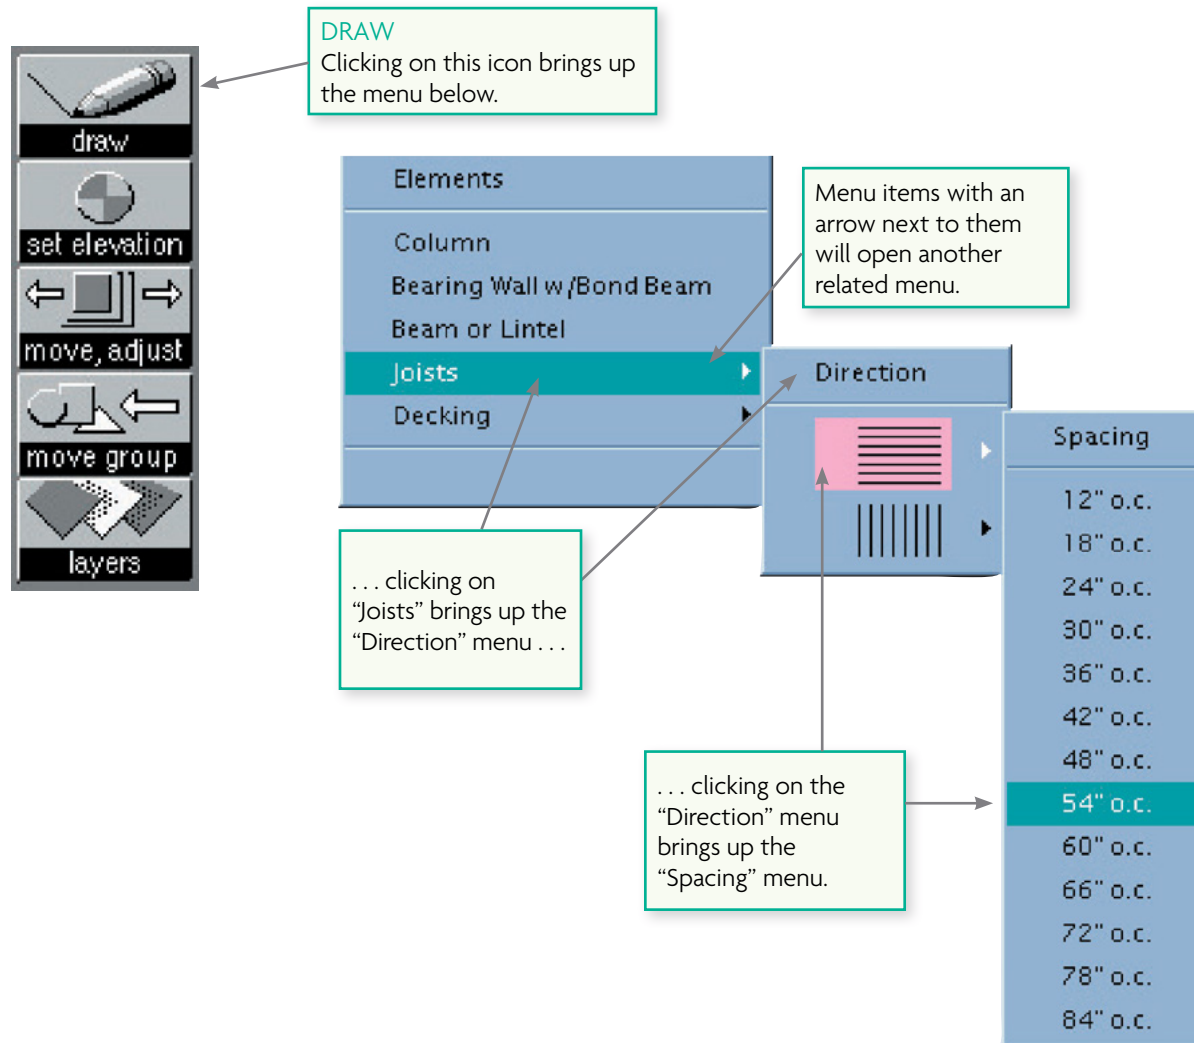 DRAW
Clicking on this icon brings up
the menu below.
draw
set elevation
move, adjust
move group
layers
Elements
Column
Bearing Wall w/Bond Beam
Beam or Lintel
Joists
Decking
Menu items with an
arrow next to them
will open another
related menu.
Direction
. . . clicking on
“Joists” brings up the
“Direction” menu . . .
Spacing
12" o.c.
18" o.c.
24" o.c.
30" o.c.
36" o.c.
42" o.c.
48" o.c.
54" o.c.
60" o.c.
66" o.c.
72" o.c.
78" o.c.
84" o.c.
. . . clicking on the
“Direction” menu
brings up the
“Spacing” menu.